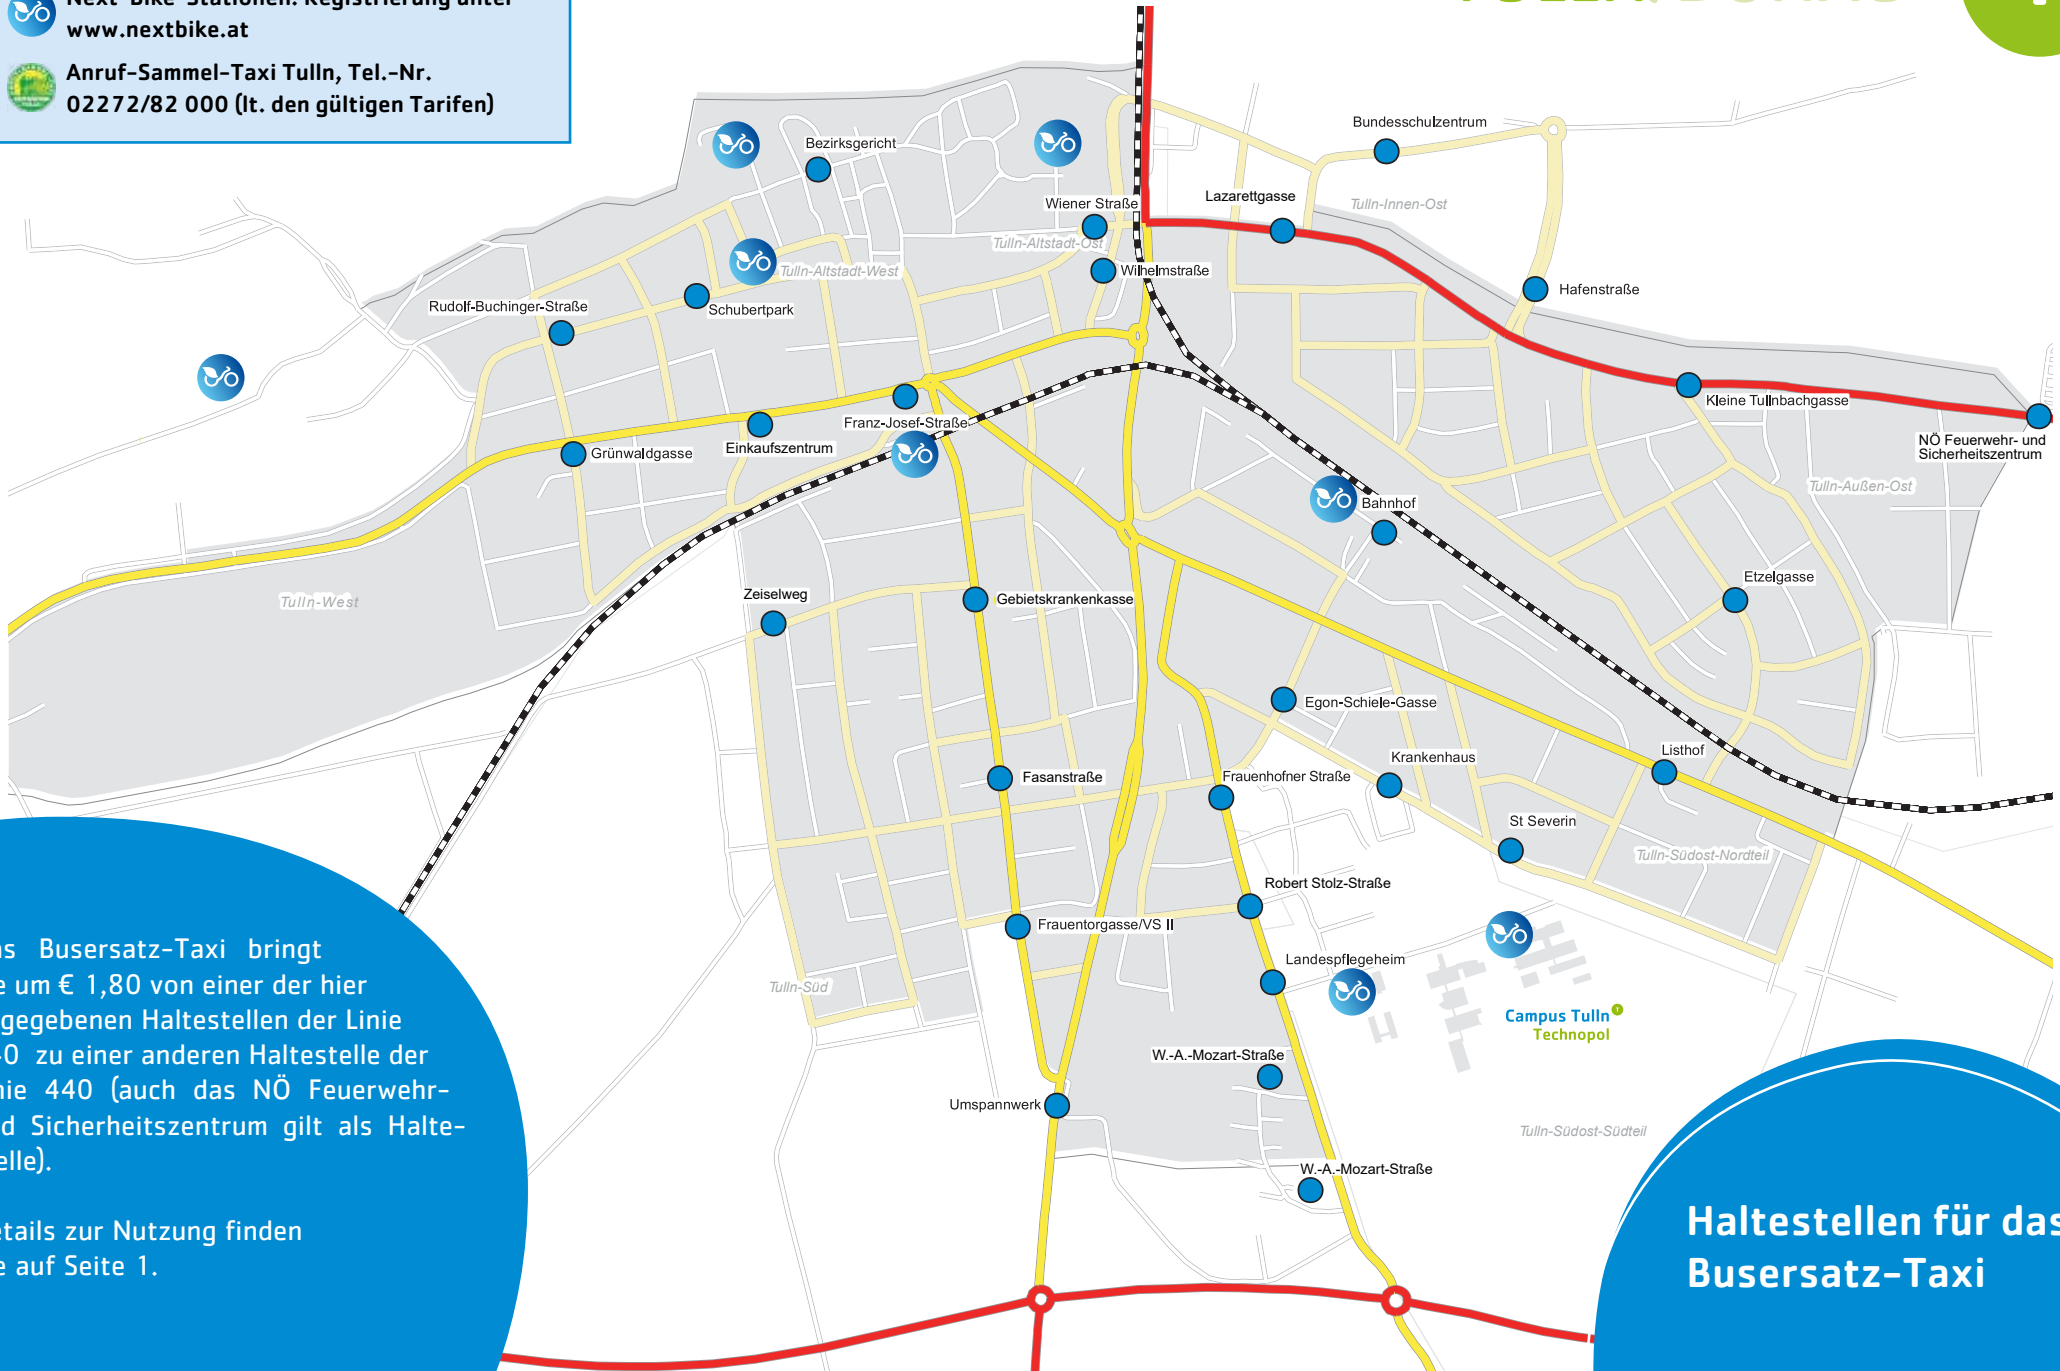 www.nextbike.at
Anruf-Sammel-Taxi Tulln, Tel.-Nr.
02272/82 000 (lt. den gültigen Tarifen)
Bundesschulzentrum
Bezirksgericht
Lazarettgasse
Wiener Straße
Tulln-Innen-Ost
Tulln-Altstadt-Ost
Tulln-Altstadt-West
Wilhelmstraße
Hafenstraße
Rudolf-Buchinger-Straße
Schubertpark
Kleine Tullnbachgasse
Franz-Josef-Straße
Einkaufszentrum
Grünwaldgasse
NÖ Feuerwehr- und
Sicherheitszentrum
Tulln-Außen-Ost
Bahnhof
Etzelgasse
Zeiselweg
Gebietskrankenkasse
Tulln-West
Egon-Schiele-Gasse
Listhof
Krankenhaus
Fasanstraße
Frauenhofner Straße
St Severin
Tulln-Südost-Nordteil
Robert Stolz-Straße
Frauentorgasse/VS II
Landespflegeheim
Tulln-Süd
Campus Tulln
Technopol
W.-A.-Mozart-Straße
Umspannwerk
Tulln-Südost-Südteil
W.-A.-Mozart-Straße
Busersatz-Taxi bringt
um € 1,80 von einer der hier
gegebenen Haltestellen der Linie
zu einer anderen Haltestelle der
440 (auch das NÖ Feuerwehr-
Sicherheitszentrum gilt als Halte-
elle).
etails zur Nutzung finden
auf Seite 1.
Haltestellen für das
Busersatz-Taxi